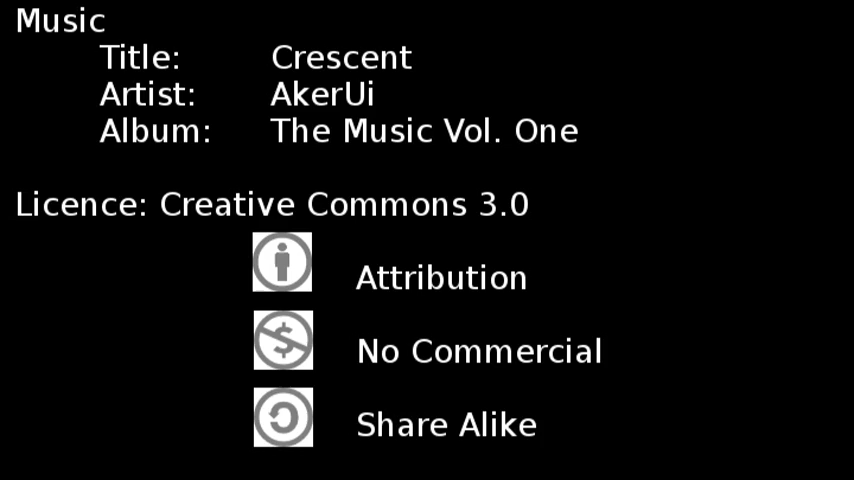 Music
Title: Crescent
Artist: AkerUi
Album: The Music Vol. One
Licence: Creative Commons 3.0
Attribution
No Commercial
Share Alike